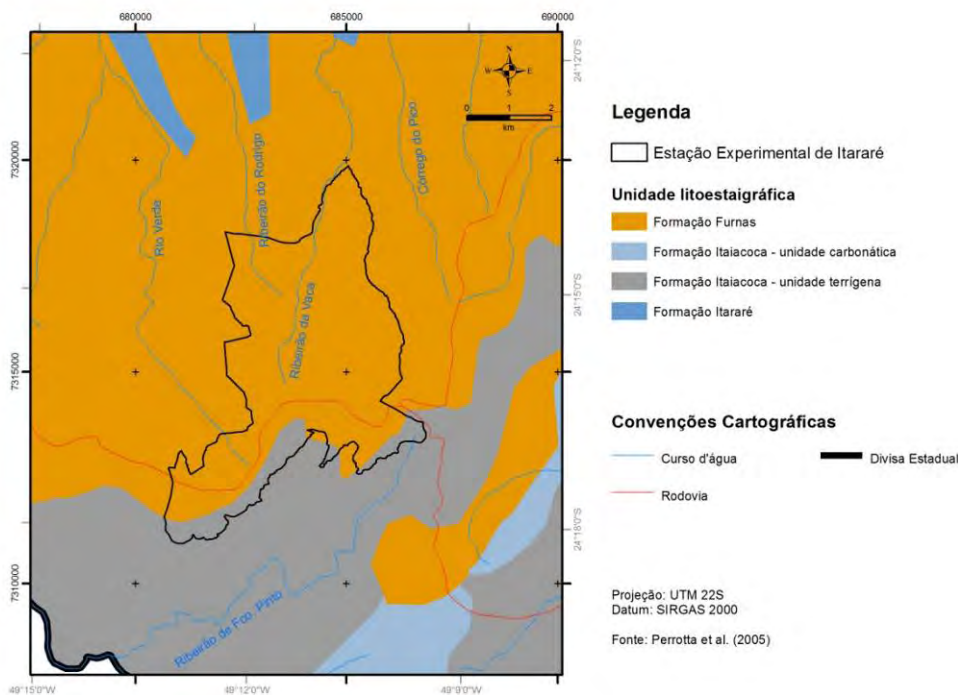 680000
685000
690000
24°12'0"S
N
W
E
S
0
1
2
km
7320000
Rio Verde
Ribeirão do Rodrigo
Ribeirão da Vaca
Córrego do Pico
24°15'0"S
7315000
24°18'0"S
7310000
Ribeirão de Fco. Pinto
49°15'0"W
49°12'0"W
49°9'0"W
Legenda
Estação Experimental de Itararé
Unidade litoestaigráfica
Formação Furnas
Formação Itaiacoca - unidade carbonática
Formação Itaiacoca - unidade terrígena
Formação Itararé
Convenções Cartográficas
Curso d'água
Divisa Estadual
Rodovia
Projeção: UTM 22S
Datum: SIRGAS 2000
Fonte: Perrotta et al. (2005)